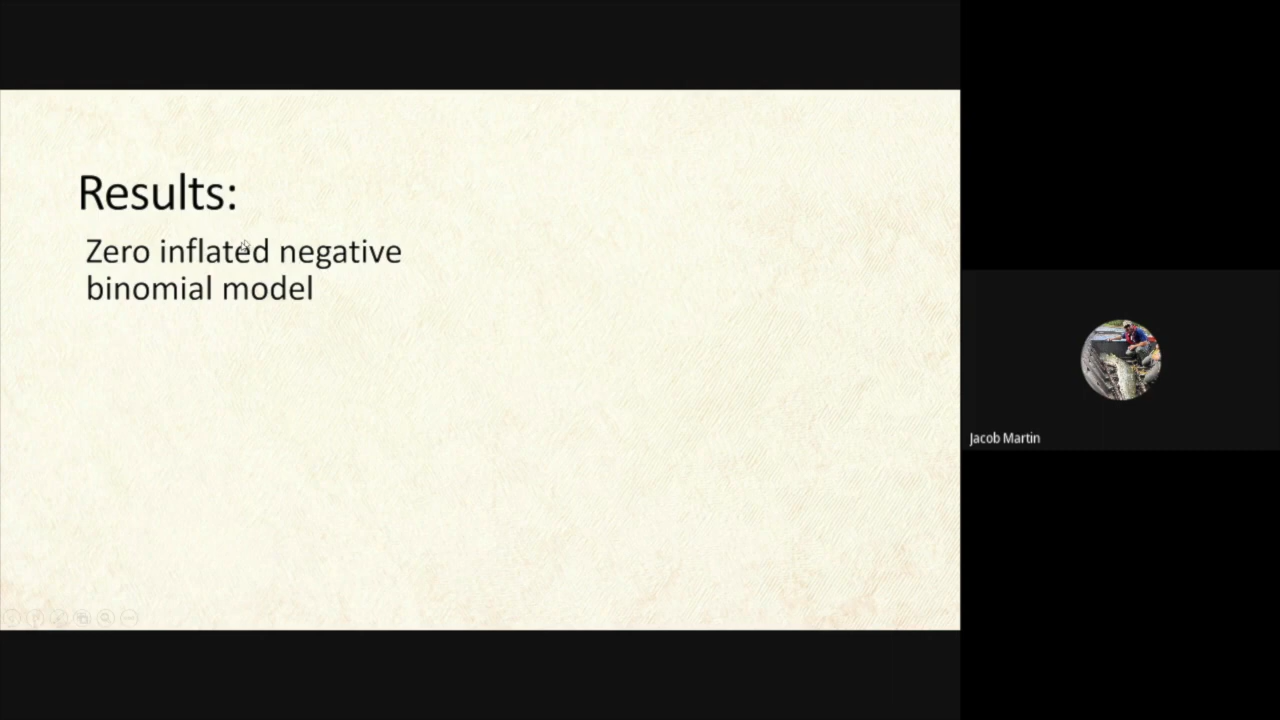 Results:
Zero inflated negative
binomial model
Jacob Martin